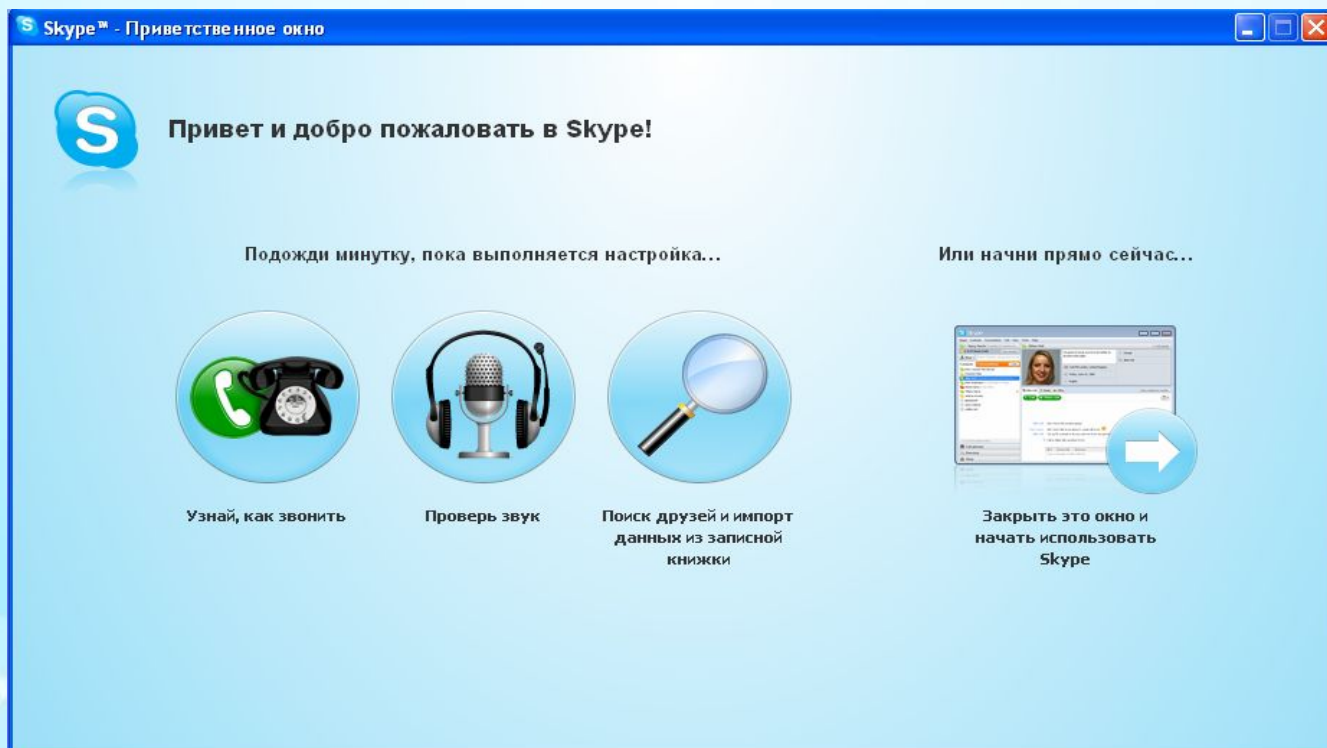 Skype™ - Приветственное окно
S
Привет и добро пожаловать в Skype!
Подожди минутку, пока выполняется настройка...
Или начни прямо сейчас...
Узнай, как звонить
Проверь звук
Поиск друзей и импорт
данных из записной
книжки
Закрыть это окно и
начать использовать
Skype